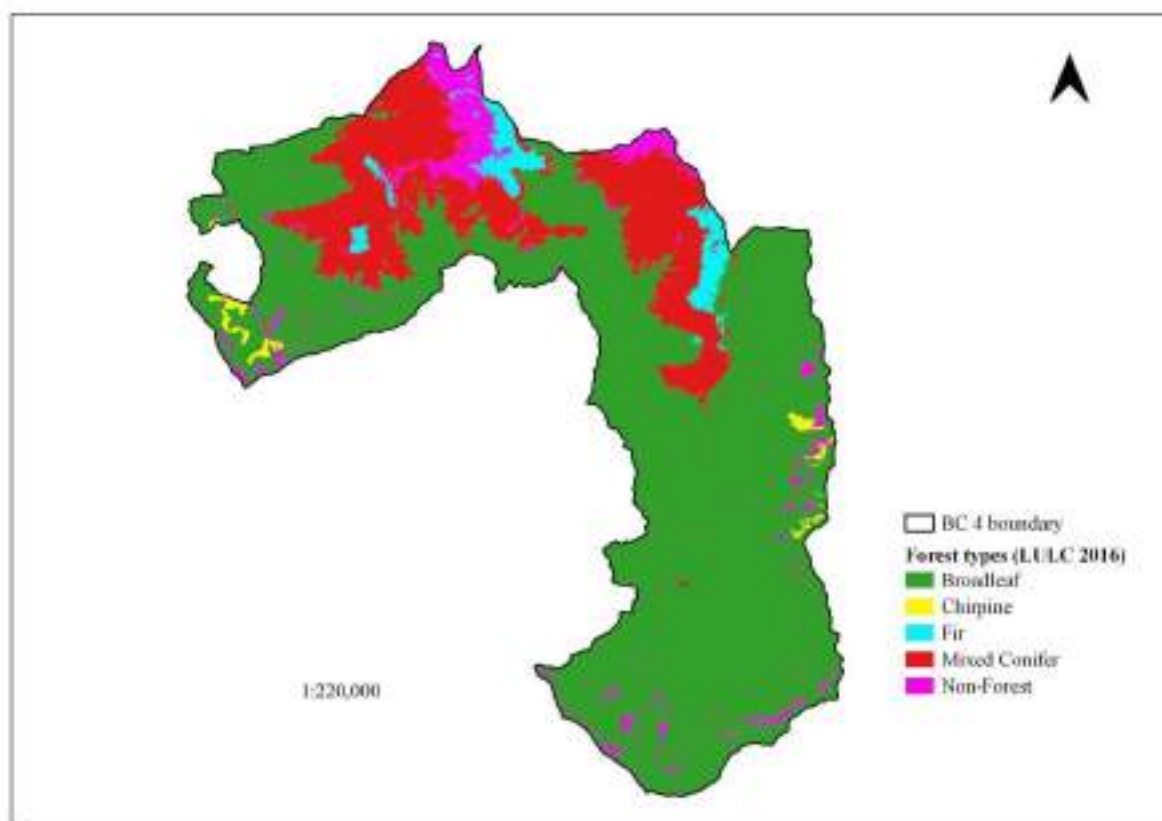 BC 4 boundary
Forest types (LULC 2016)
Broadleaf
Chirpine
Fir
Mixed Conifer
Non-Forest
1:220,000